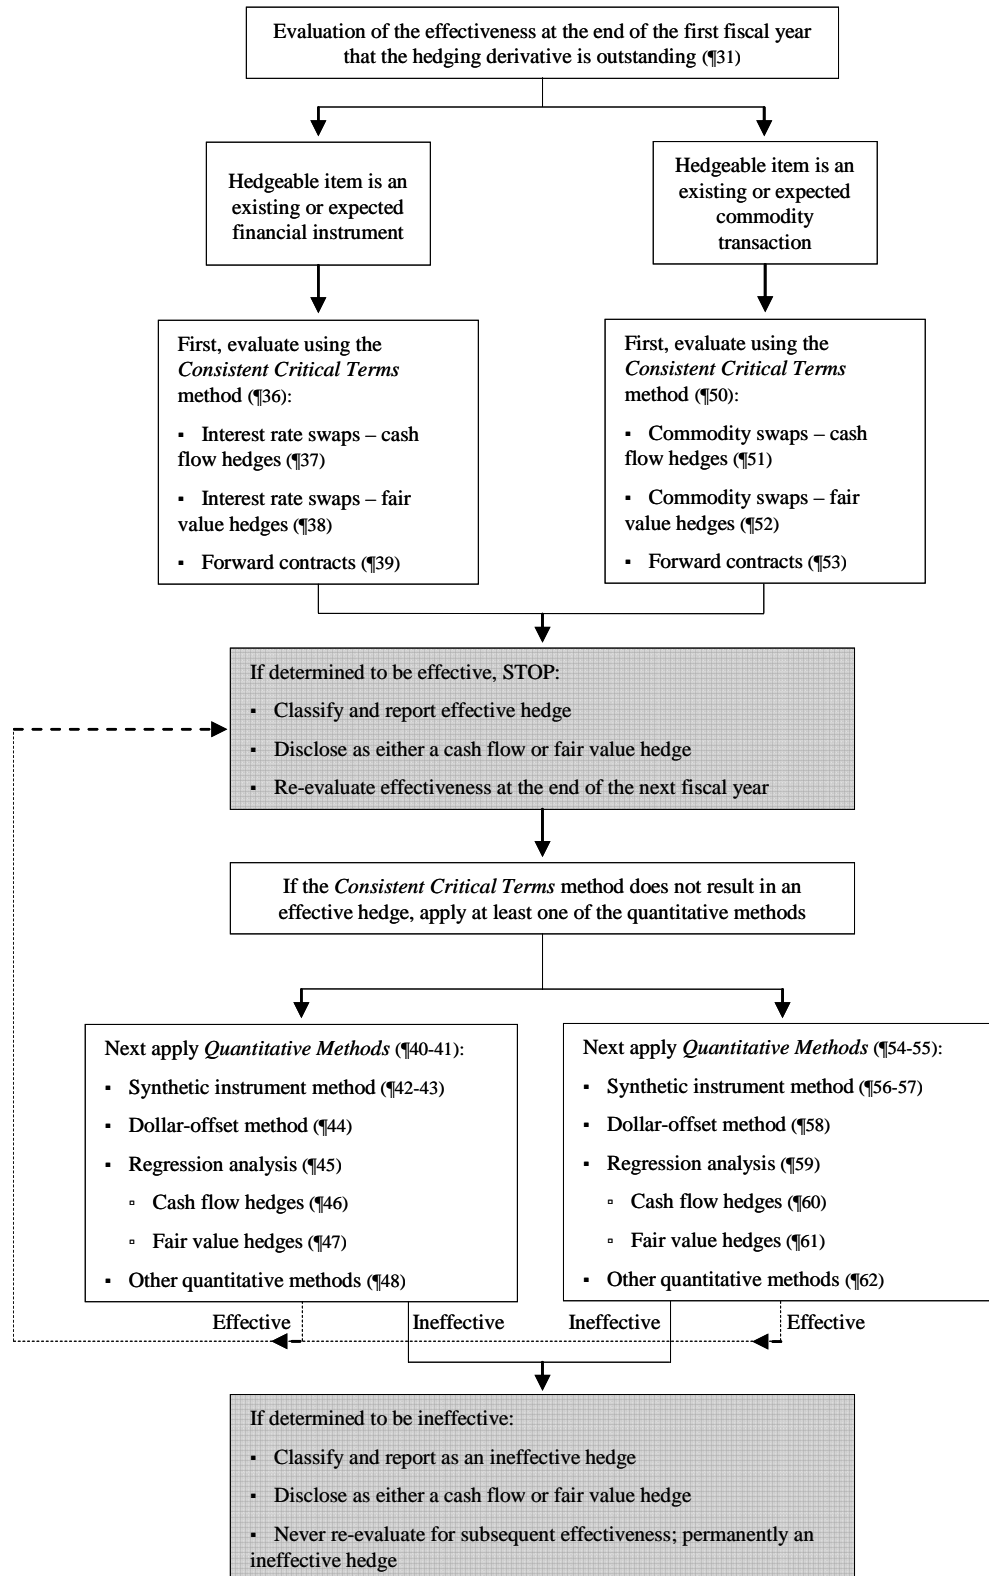 Evaluation of the effectiveness at the end of the first fiscal year
that the hedging derivative is outstanding (¶31)
Hedgeable item is an
existing or expected
financial instrument
Hedgeable item is an
existing or expected
commodity
transaction
First, evaluate using the
Consistent Critical Terms
method (¶36):
▪ Interest rate swaps – cash
flow hedges (¶37)
▪ Interest rate swaps – fair
value hedges (¶38)
▪ Forward contracts (¶39)
First, evaluate using the
Consistent Critical Terms
method (¶50):
▪ Commodity swaps – cash
flow hedges (¶51)
▪ Commodity swaps – fair
value hedges (¶52)
▪ Forward contracts (¶53)
If determined to be effective, STOP:
▪ Classify and report effective hedge
▪ Disclose as either a cash flow or fair value hedge
▪ Re-evaluate effectiveness at the end of the next fiscal year
If the Consistent Critical Terms method does not result in an
effective hedge, apply at least one of the quantitative methods
Next apply Quantitative Methods (¶40-41):
▪ Synthetic instrument method (¶42-43)
▪ Dollar-offset method (¶44)
▪ Regression analysis (¶45)
▫ Cash flow hedges (¶46)
▫ Fair value hedges (¶47)
▪ Other quantitative methods (¶48)
Next apply Quantitative Methods (¶54-55):
▪ Synthetic instrument method (¶56-57)
▪ Dollar-offset method (¶58)
▪ Regression analysis (¶59)
▫ Cash flow hedges (¶60)
▫ Fair value hedges (¶61)
▪ Other quantitative methods (¶62)
Effective
Ineffective
Ineffective
Effective
If determined to be ineffective:
▪ Classify and report as an ineffective hedge
▪ Disclose as either a cash flow or fair value hedge
▪ Never re-evaluate for subsequent effectiveness; permanently an
ineffective hedge